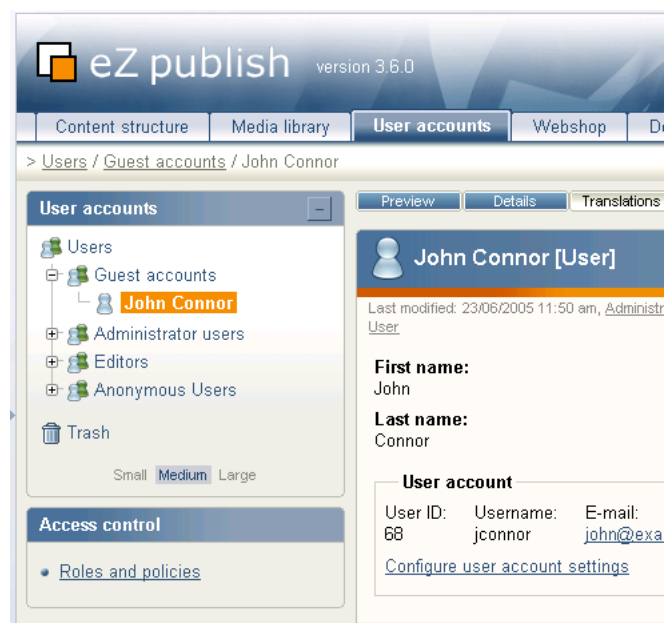 eZ publish version 3.6.0
Content structure Media library User accounts Webshop
> Users / Guest accounts / John Connor
User accounts
Users
Guest accounts
John Connor
Administrator users
Editors
Anonymous Users
Trash
Small Medium Large
Access control
Roles and policies
Preview Details Translations
John Connor [User]
Last modified: 23/06/2005 11:50 am, Administr
User
First name:
John
Last name:
Connor
User account
User ID: Username: E-mail:
68 jconnor john@exa
Configure user account settings